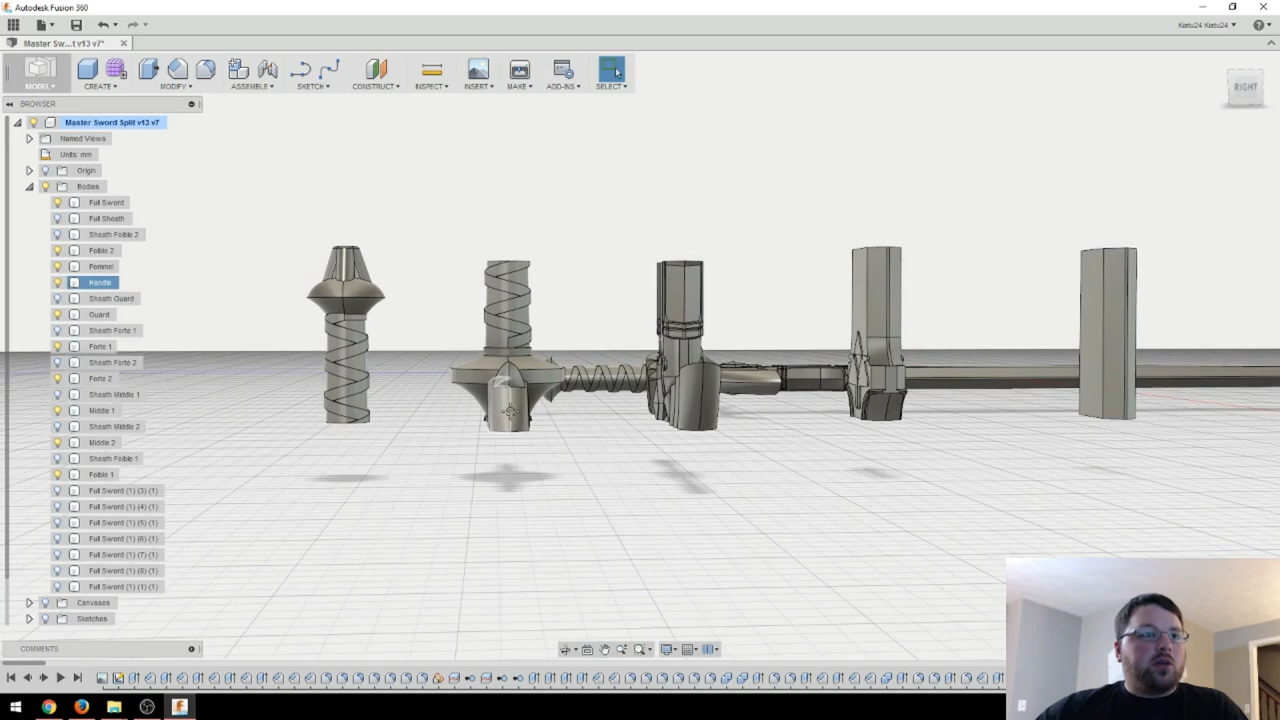 Autodesk Fusion 360
Kiatu24 Kiatu24
Master Sw...t v13 v7*
MODEL
CREATE
MODIFY
ASSEMBLE
SKETCH
CONSTRUCT
INSPECT
INSERT
MAKE
ADD-INS
SELECT
RIGHT
BROWSER
Master Sword Split v13 v7
Named Views
Units: mm
Origin
Bodies
Full Sword
Full Sheath
Sheath Foible 2
Foible 2
Pommel
Handle
Sheath Guard
Guard
Sheath Forte 1
Forte 1
Sheath Forte 2
Forte 2
Sheath Middle 1
Middle 1
Sheath Middle 2
Middle 2
Sheath Foible 1
Foible 1
Full Sword (1) (3) (1)
Full Sword (1) (4) (1)
Full Sword (1) (5) (1)
Full Sword (1) (6) (1)
Full Sword (1) (7) (1)
Full Sword (1) (8) (1)
Full Sword (1) (1) (1)
Canvases
Sketches
COMMENTS